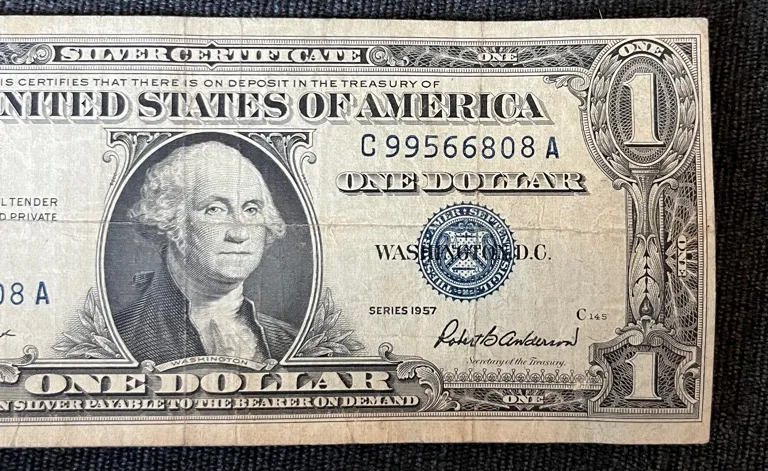 SILVER CERTIFICATE ONE ONE
IS CERTIFIES THAT THERE IS ON DEPOSIT IN THE TREASURY OF
NITED STATES OF AMERICA
1
C 99566808 A
ONE DOLLAR
L TENDER
D PRIVATE
WASHINGTON, D.C.
ONE
08 A
SERIES 1957
C 145
Robert B Anderson
Secretary of the Treasury.
WASHINGTON
ONE DOLLAR
1
N SILVER PAYABLE TO THE BEARER ON DEMAND
ONE